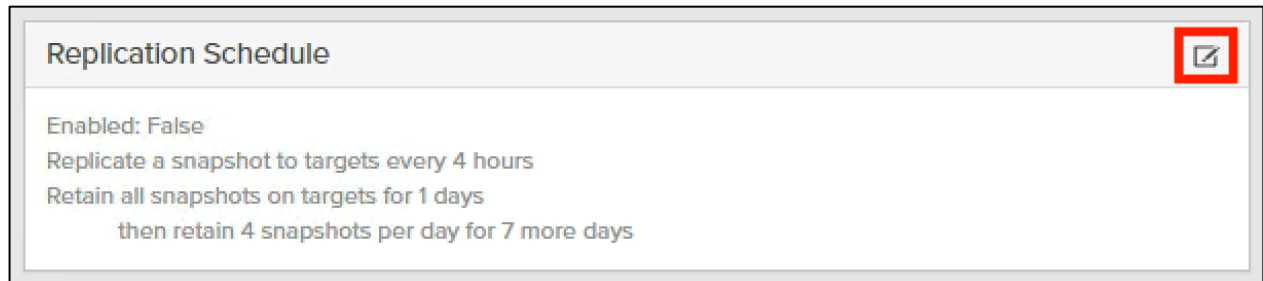 Replication Schedule
Enabled: False
Replicate a snapshot to targets every 4 hours
Retain all snapshots on targets for 1 days
then retain 4 snapshots per day for 7 more days